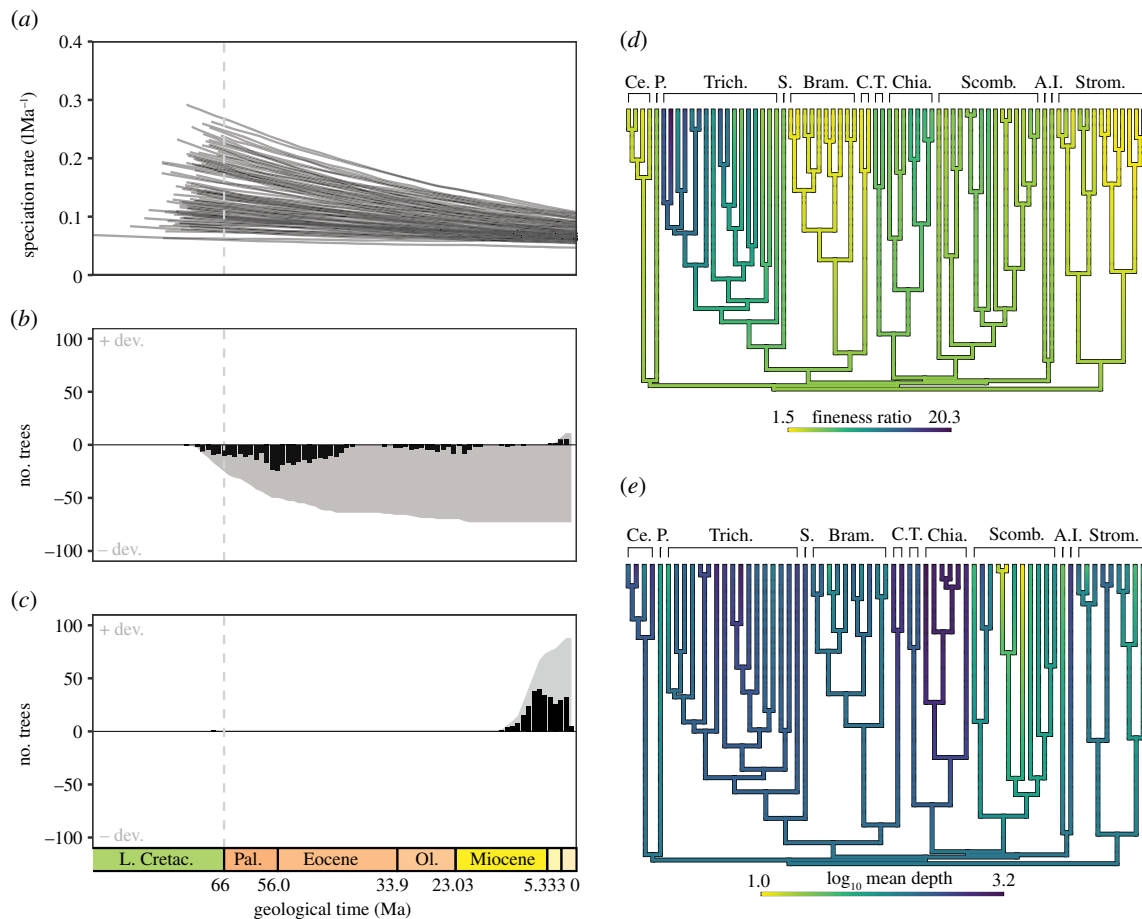 (a)
0.4
0.3
0.2
0.1
0
speciation rate (lMa⁻¹)
(b)
100
50
0
−50
−100
+ dev.
− dev.
no. trees
(c)
100
50
0
−50
−100
+ dev.
− dev.
no. trees
L. Cretac. Pal. Eocene Ol. Miocene
66 56.0 33.9 23.03 5.333 0
geological time (Ma)
(d)
Ce. P. Trich. S. Bram. C.T. Chia. Scomb. A.I. Strom.
1.5 fineness ratio 20.3
(e)
Ce. P. Trich. S. Bram. C.T. Chia. Scomb. A.I. Strom.
1.0 log₁₀ mean depth 3.2